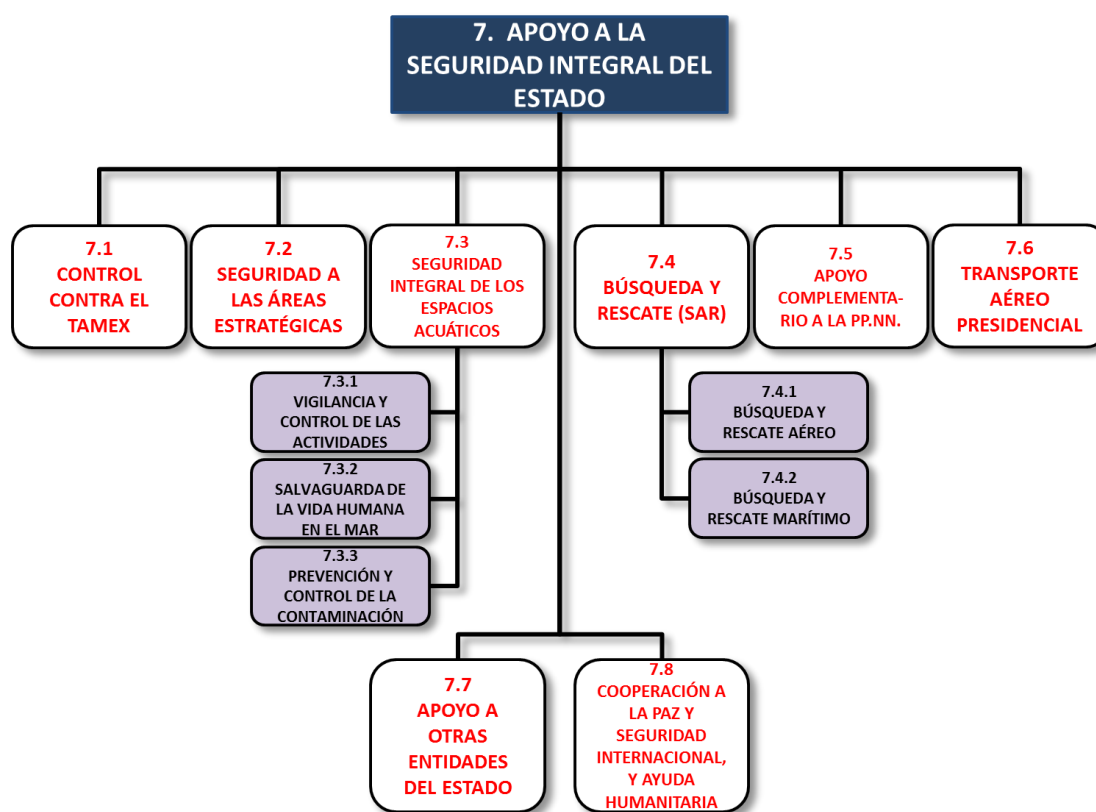 7. APOYO A LA
SEGURIDAD INTEGRAL DEL
ESTADO
7.1
CONTROL
CONTRA EL
TAMEX
7.2
SEGURIDAD A
LAS ÁREAS
ESTRATÉGICAS
7.3
SEGURIDAD
INTEGRAL DE LOS
ESPACIOS
ACUÁTICOS
7.4
BÚSQUEDA Y
RESCATE (SAR)
7.5
APOYO
COMPLEMENTA-
RIO A LA PP.NN.
7.6
TRANSPORTE
AÉREO
PRESIDENCIAL
7.3.1
VIGILANCIA Y
CONTROL DE LAS
ACTIVIDADES
7.3.2
SALVAGUARDA DE
LA VIDA HUMANA
EN EL MAR
7.3.3
PREVENCIÓN Y
CONTROL DE LA
CONTAMINACIÓN
7.4.1
BÚSQUEDA Y
RESCATE AÉREO
7.4.2
BÚSQUEDA Y
RESCATE MARÍTIMO
7.7
APOYO A
OTRAS
ENTIDADES
DEL ESTADO
7.8
COOPERACIÓN A
LA PAZ Y
SEGURIDAD
INTERNACIONAL,
Y AYUDA
HUMANITARIA